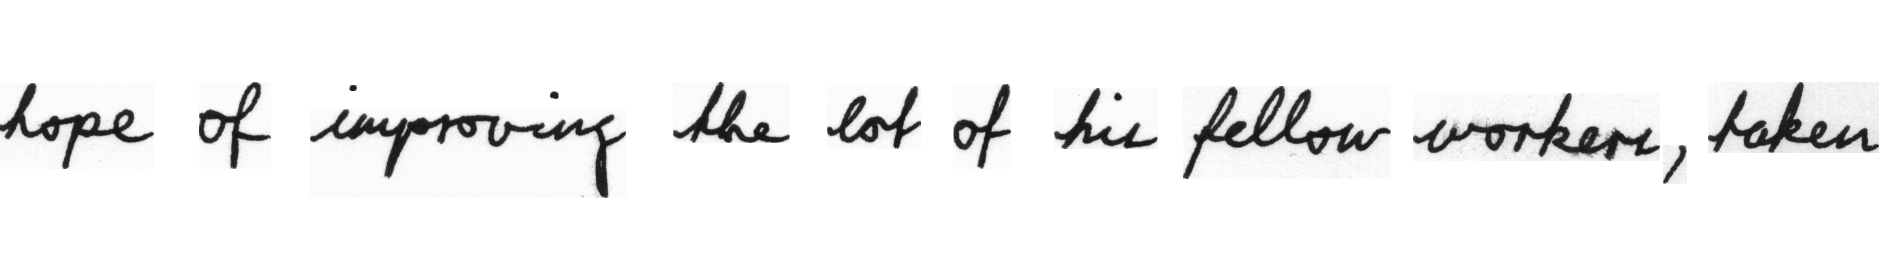 hope of improving the lot of his fellow workers, taken